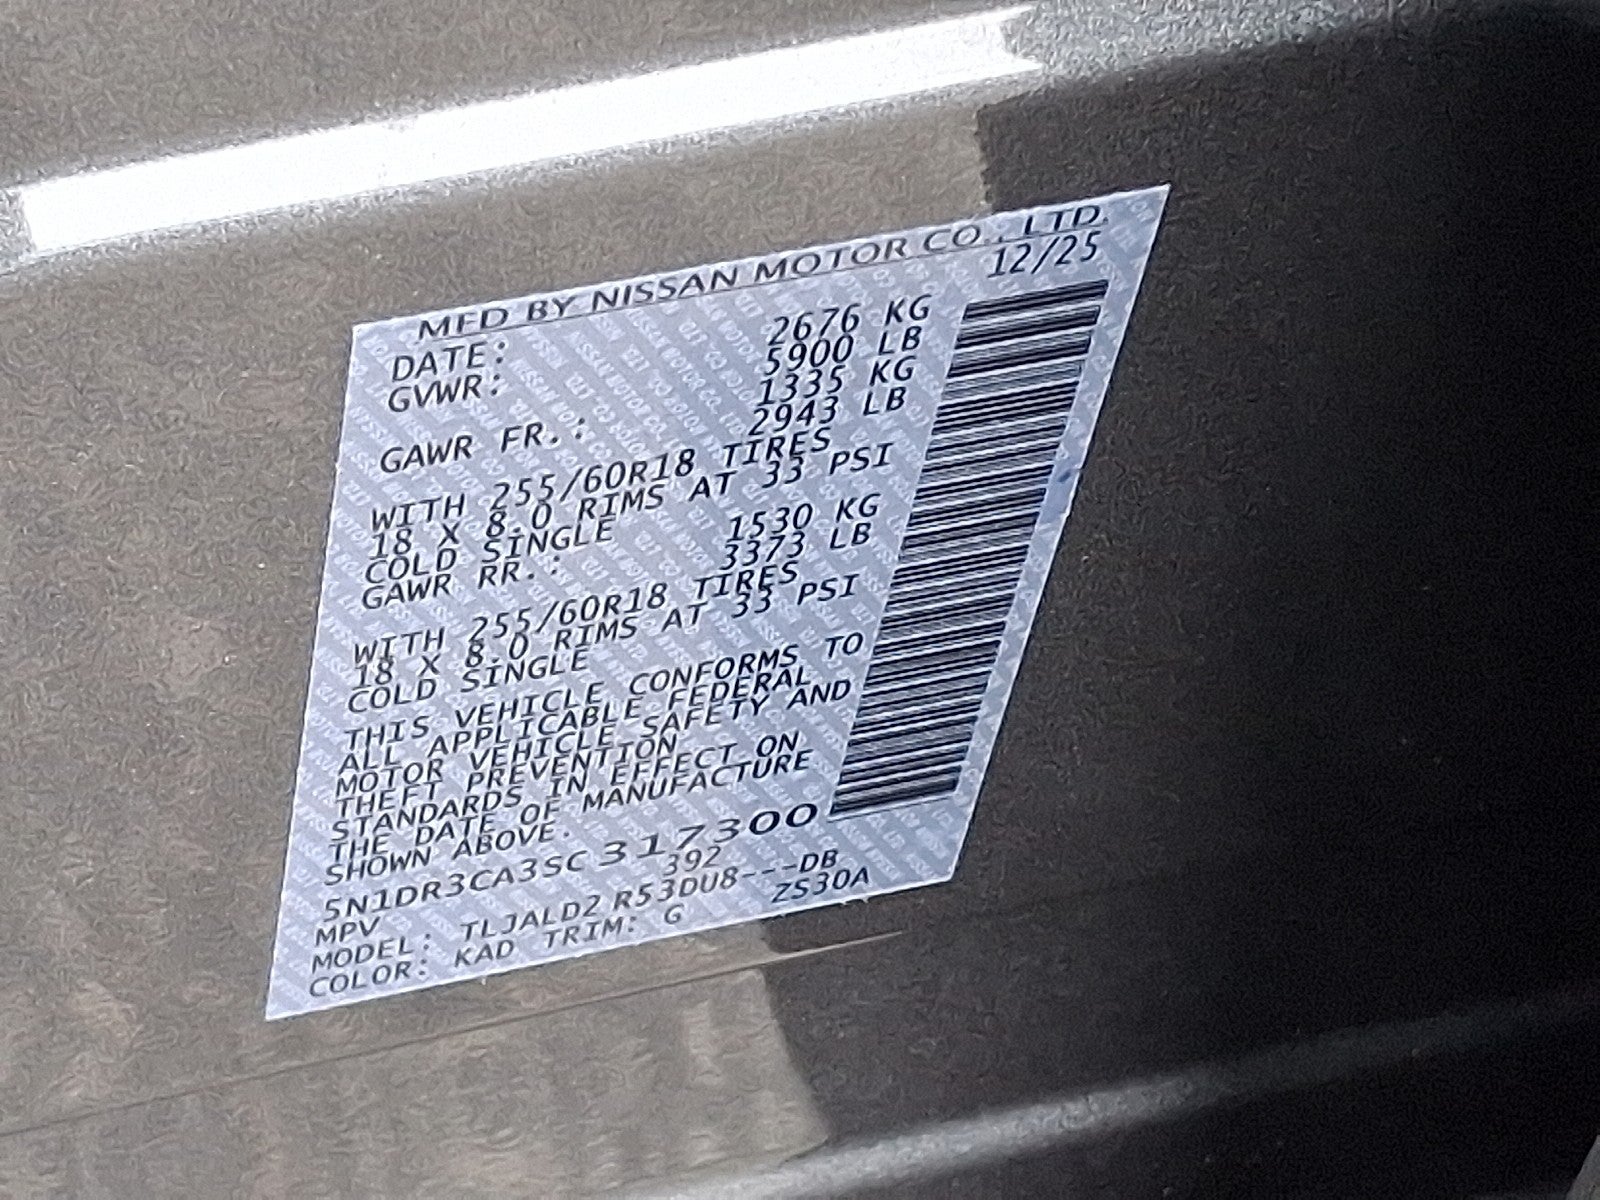 MFD BY NISSAN MOTOR CO., LTD.
DATE: 12/25
GVWR: 2676 KG
5900 LB
GAWR FR.: 1335 KG
2943 LB
WITH 255/60R18 TIRES
18 X 8.0 RIMS AT 33 PSI
COLD SINGLE
GAWR RR.: 1530 KG
3373 LB
WITH 255/60R18 TIRES
18 X 8.0 RIMS AT 33 PSI
COLD SINGLE
THIS VEHICLE CONFORMS TO
ALL APPLICABLE FEDERAL
MOTOR VEHICLE SAFETY AND
THEFT PREVENTION
STANDARDS IN EFFECT ON
THE DATE OF MANUFACTURE
SHOWN ABOVE.
5N1DR3CA3SC317300
MPV 392
MODEL: TLJALD2 R53DU8---DB
COLOR: KAD TRIM: G ZS30A